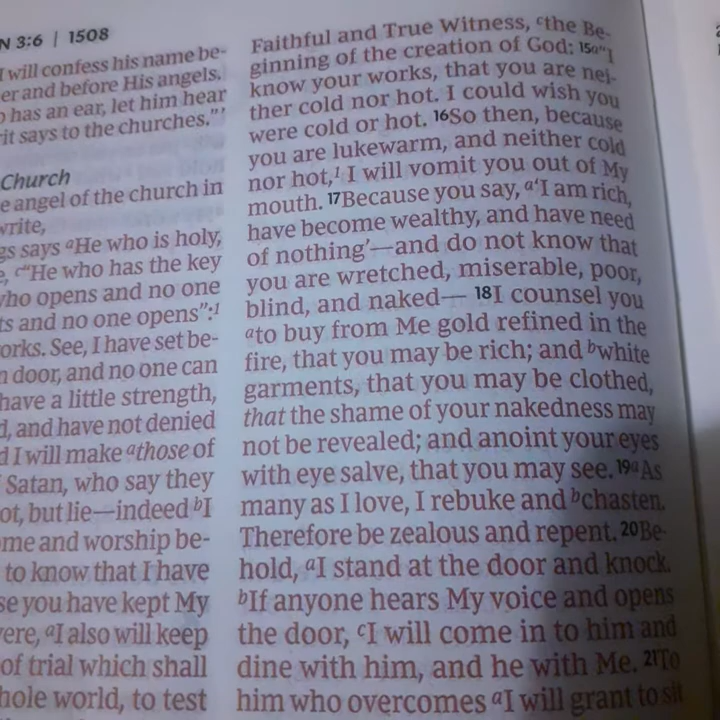 N 3:6 | 1508
I will confess his name be-
er and before His angels.
o has an ear, let him hear
rit says to the churches."'
Church
e angel of the church in
write,
gs says aHe who is holy,
e, c"He who has the key
who opens and no one
ts and no one opens":1
orks. See, I have set be-
n door, and no one can
have a little strength,
d, and have not denied
d I will make athose of
f Satan, who say they
ot, but lie—indeed bI
ome and worship be-
to know that I have
se you have kept My
vere, aI also will keep
of trial which shall
hole world, to test
Faithful and True Witness, cthe Be-
ginning of the creation of God: 15a"I
know your works, that you are nei-
ther cold nor hot. I could wish you
were cold or hot. 16So then, because
you are lukewarm, and neither cold
nor hot,1 I will vomit you out of My
mouth. 17Because you say, a'I am rich,
have become wealthy, and have need
of nothing'—and do not know that
you are wretched, miserable, poor,
blind, and naked— 18I counsel you
ato buy from Me gold refined in the
fire, that you may be rich; and bwhite
garments, that you may be clothed,
that the shame of your nakedness may
not be revealed; and anoint your eyes
with eye salve, that you may see. 19aAs
many as I love, I rebuke and bchasten.
Therefore be zealous and repent. 20Be-
hold, aI stand at the door and knock.
bIf anyone hears My voice and opens
the door, cI will come in to him and
dine with him, and he with Me. 21To
him who overcomes aI will grant to sit